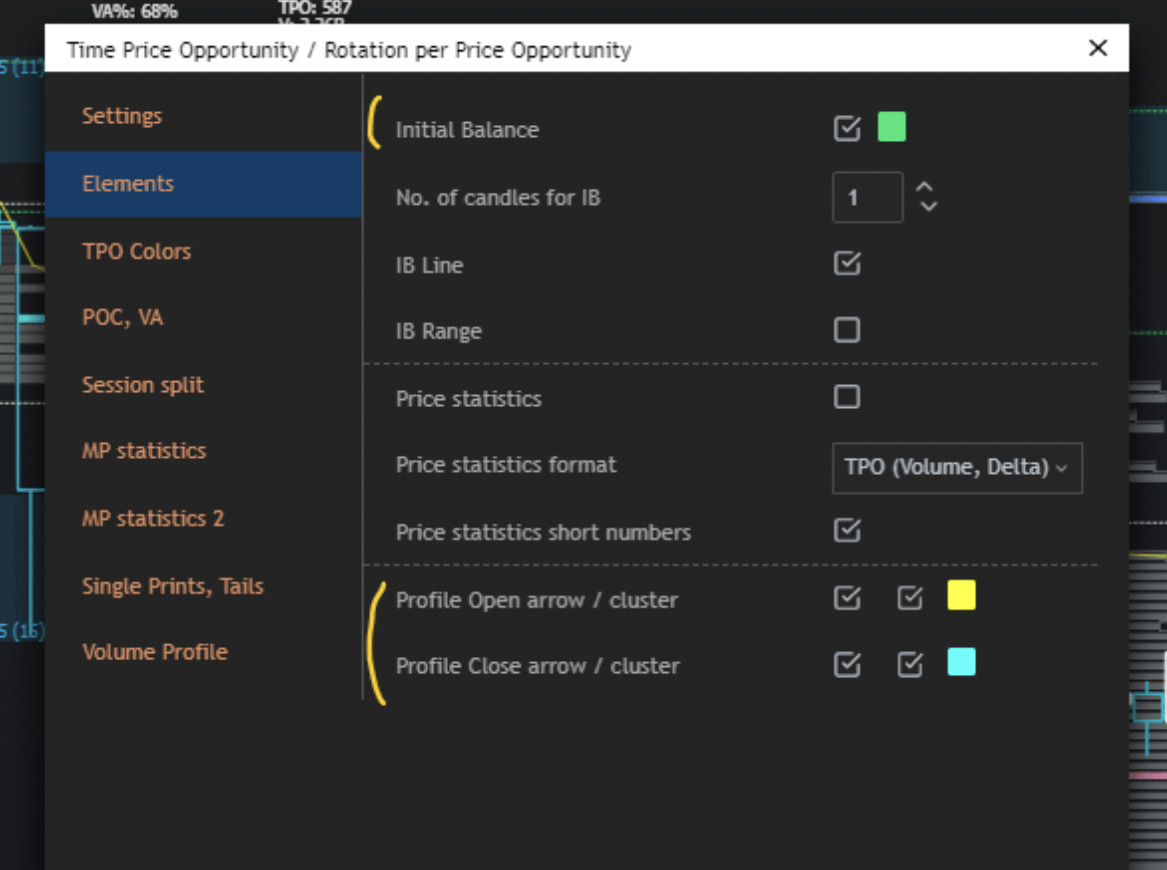 VA%: 68%
TPO: 587
Time Price Opportunity / Rotation per Price Opportunity
Settings
Initial Balance
Elements
No. of candles for IB
1
TPO Colors
IB Line
POC, VA
IB Range
Session split
Price statistics
MP statistics
Price statistics format
TPO (Volume, Delta)
MP statistics 2
Price statistics short numbers
Single Prints, Tails
Profile Open arrow / cluster
Volume Profile
Profile Close arrow / cluster
5 (11)
5 (16)